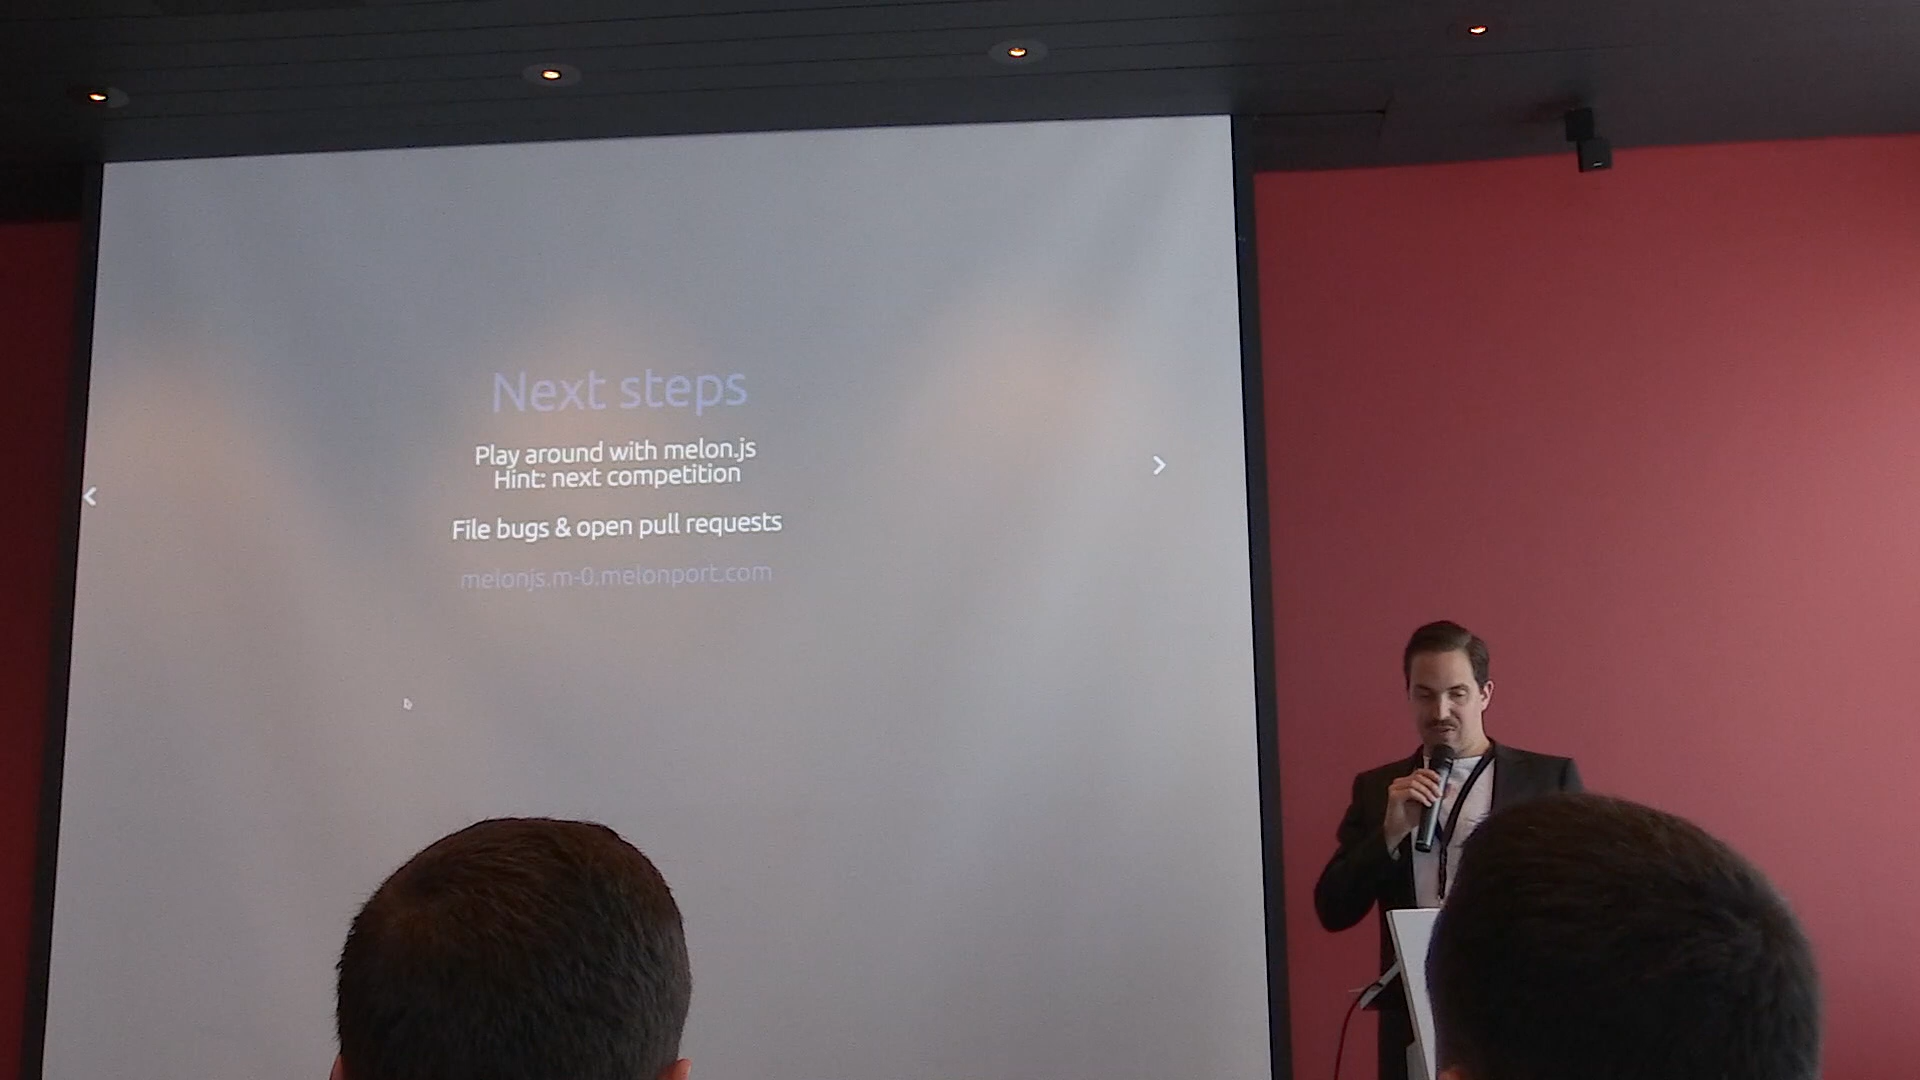 Next steps
Play around with melon.js
Hint: next competition
File bugs & open pull requests
melonjs.m-0.melonport.com